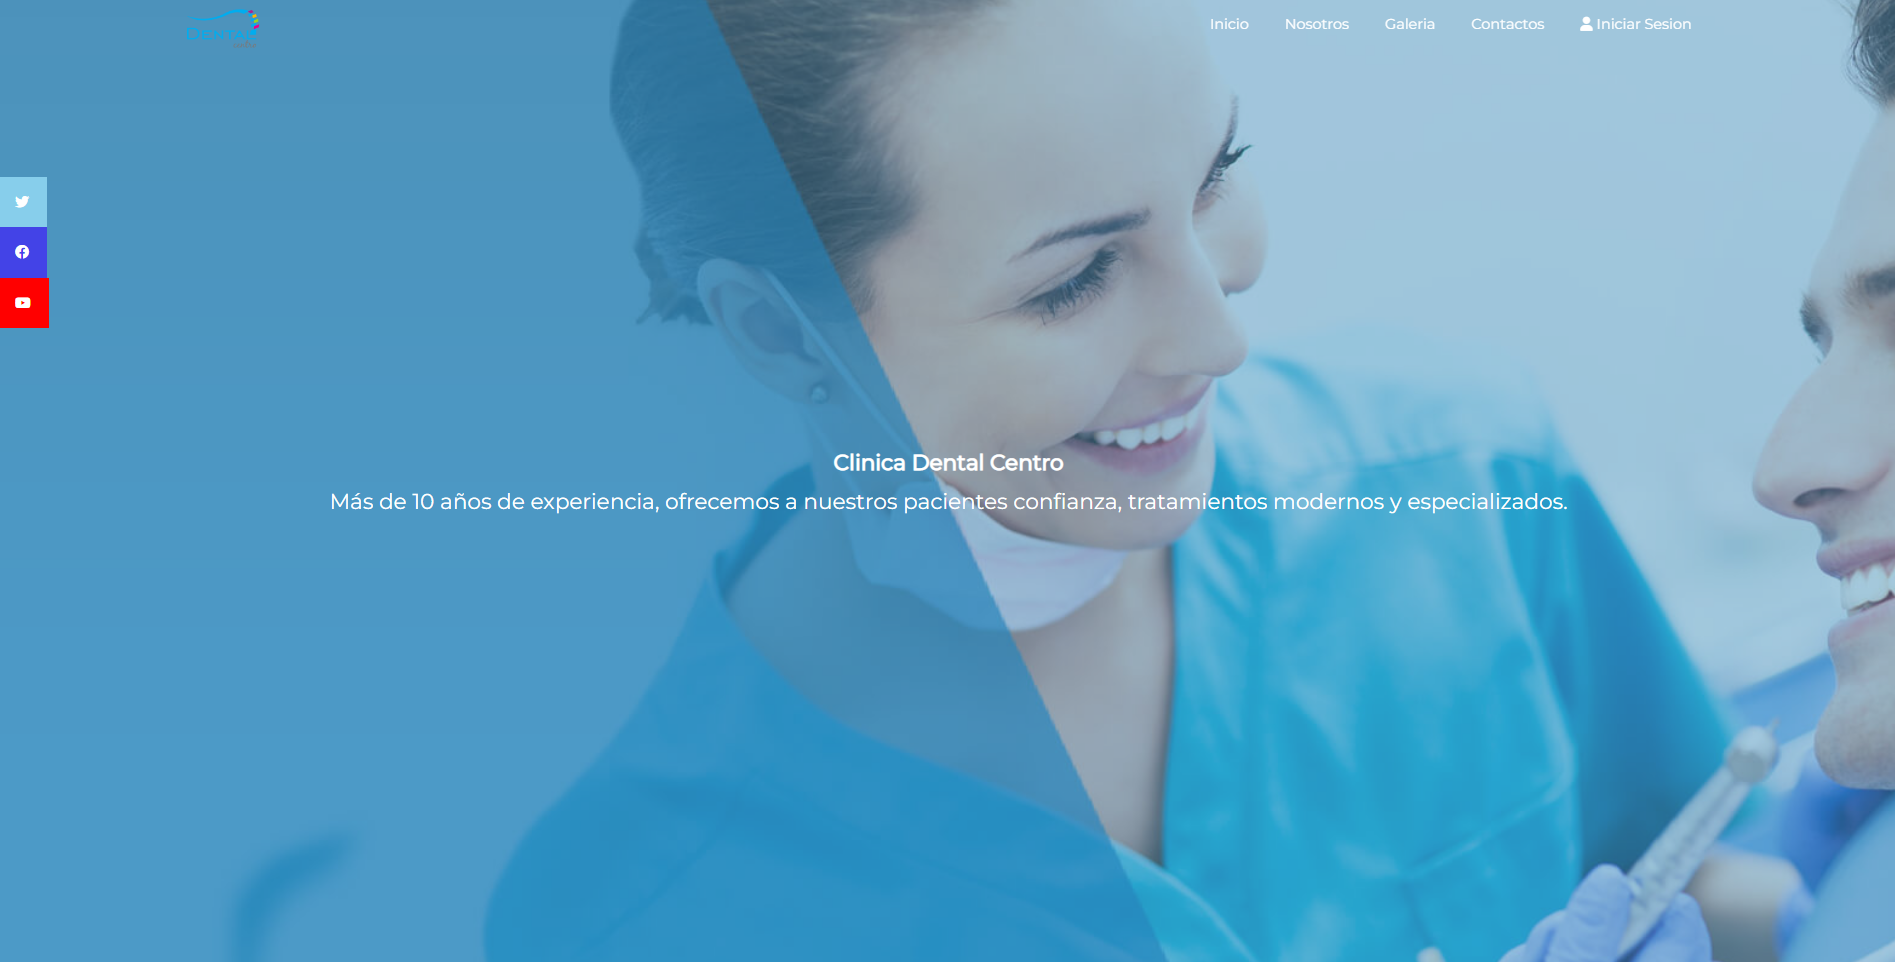 DENTAL
Inicio Nosotros Galeria Contactos Iniciar Sesion
Clinica Dental Centro
Más de 10 años de experiencia, ofrecemos a nuestros pacientes confianza, tratamientos modernos y especializados.